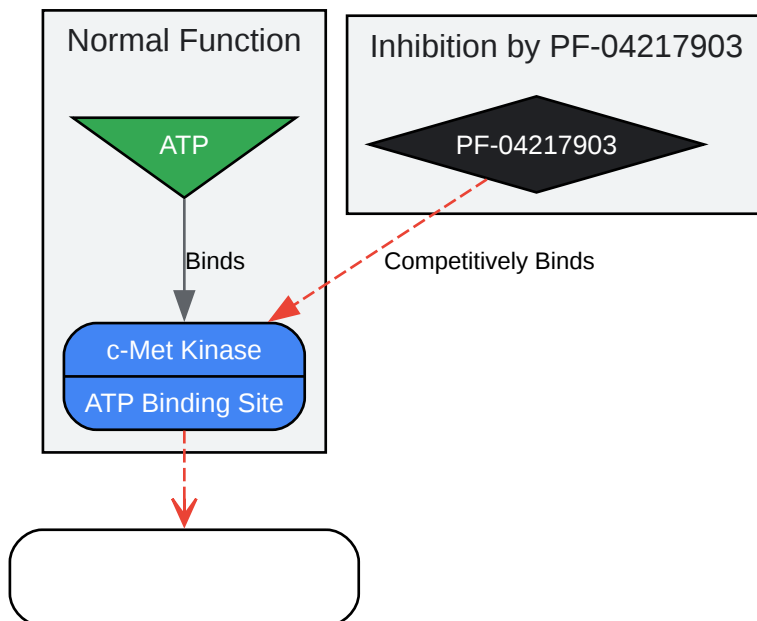 Normal Function
Inhibition by PF-04217903
ATP
PF-04217903
Binds
Competitively Binds
c-Met Kinase
ATP Binding Site